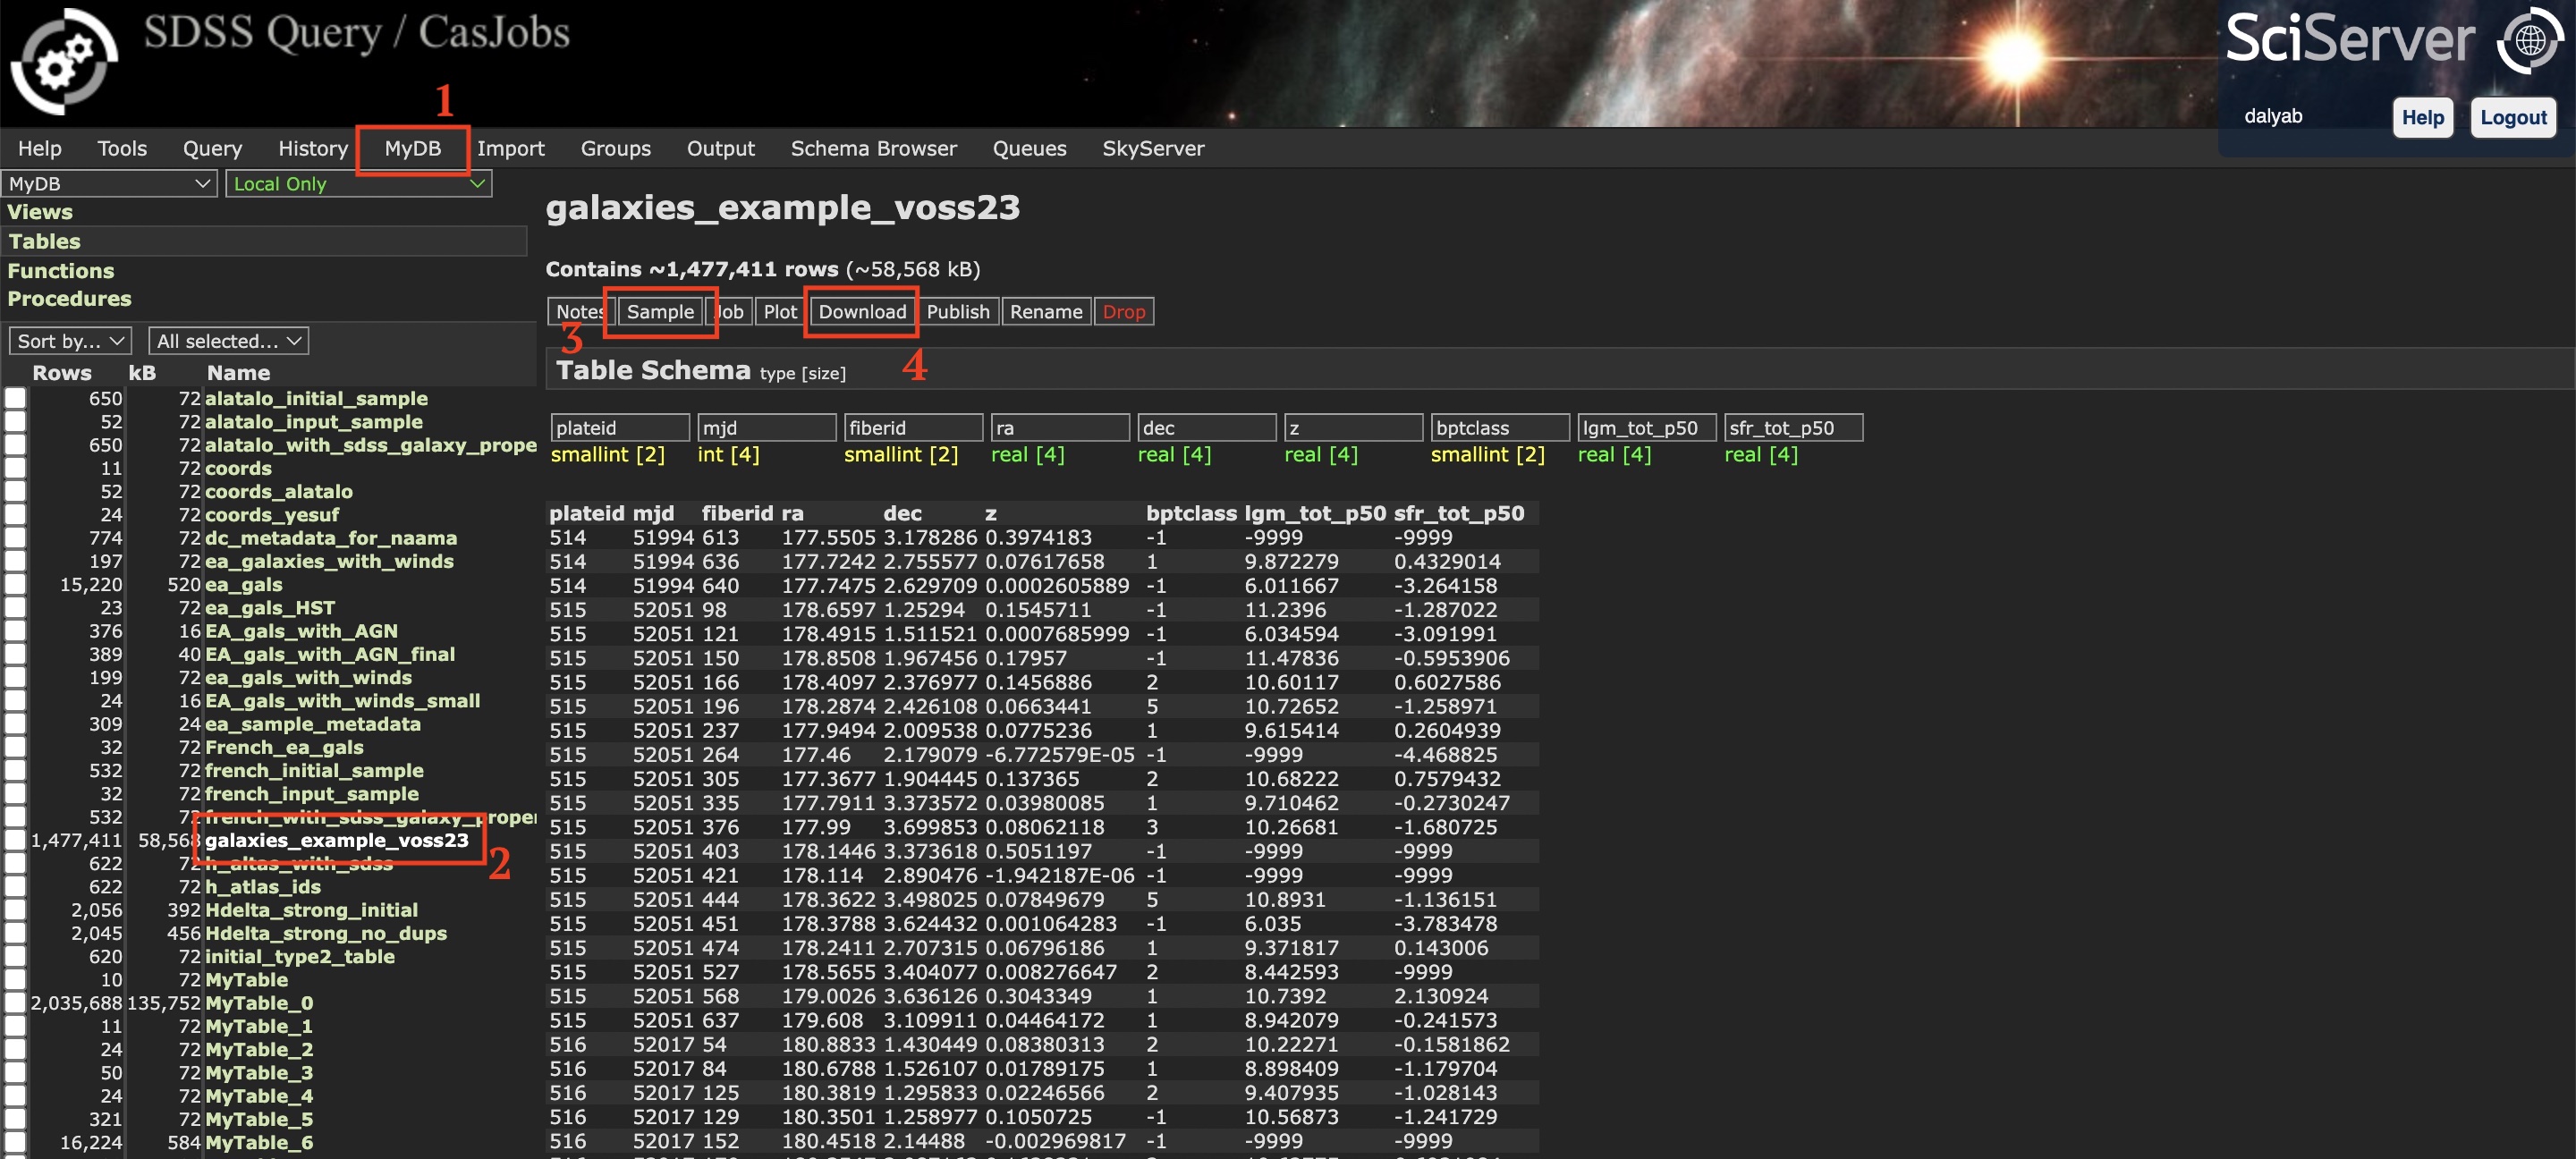 SDSS Query / CasJobs
SciServer
dalyab
Help
Logout
1
Help Tools Query History MyDB Import Groups Output Schema Browser Queues SkyServer
MyDB
Local Only
Views
Tables
Functions
Procedures
Sort by...
All selected...
Rows kB Name
650 72 alatalo_initial_sample
52 72 alatalo_input_sample
650 72 alatalo_with_sdss_galaxy_prope
11 72 coords
52 72 coords_alatalo
24 72 coords_yesuf
774 72 dc_metadata_for_naama
197 72 ea_galaxies_with_winds
15,220 520 ea_gals
23 72 ea_gals_HST
376 16 EA_gals_with_AGN
389 40 EA_gals_with_AGN_final
199 72 ea_gals_with_winds
24 16 EA_gals_with_winds_small
309 24 ea_sample_metadata
32 72 French_ea_gals
532 72 french_initial_sample
32 72 french_input_sample
532 72 french_with_sdss_galaxy_proper
1,477,411 58,568 galaxies_example_voss23
2
622 72 h_altas_with_sdss
622 72 h_atlas_ids
2,056 392 Hdelta_strong_initial
2,045 456 Hdelta_strong_no_dups
620 72 initial_type2_table
10 72 MyTable
2,035,688 135,752 MyTable_0
11 72 MyTable_1
24 72 MyTable_2
50 72 MyTable_3
24 72 MyTable_4
321 72 MyTable_5
16,224 584 MyTable_6
galaxies_example_voss23
Contains ~1,477,411 rows (~58,568 kB)
Notes Sample Job Plot Download Publish Rename Drop
3
4
Table Schema type [size]
plateid mjd fiberid ra dec z bptclass lgm_tot_p50 sfr_tot_p50
smallint [2] int [4] smallint [2] real [4] real [4] real [4] smallint [2] real [4] real [4]
plateid mjd fiberid ra dec z bptclass lgm_tot_p50 sfr_tot_p50
514 51994 613 177.5505 3.178286 0.3974183 -1 -9999 -9999
514 51994 636 177.7242 2.755577 0.07617658 1 9.872279 0.4329014
514 51994 640 177.7475 2.629709 0.0002605889 -1 6.011667 -3.264158
515 52051 98 178.6597 1.25294 0.1545711 -1 11.2396 -1.287022
515 52051 121 178.4915 1.511521 0.0007685999 -1 6.034594 -3.091991
515 52051 150 178.8508 1.967456 0.17957 -1 11.47836 -0.5953906
515 52051 166 178.4097 2.376977 0.1456886 2 10.60117 0.6027586
515 52051 196 178.2874 2.426108 0.0663441 5 10.72652 -1.258971
515 52051 237 177.9494 2.009538 0.0775236 1 9.615414 0.2604939
515 52051 264 177.46 2.179079 -6.772579E-05 -1 -9999 -4.468825
515 52051 305 177.3677 1.904445 0.137365 2 10.68222 0.7579432
515 52051 335 177.7911 3.373572 0.03980085 1 9.710462 -0.2730247
515 52051 376 177.99 3.699853 0.08062118 3 10.26681 -1.680725
515 52051 403 178.1446 3.373618 0.5051197 -1 -9999 -9999
515 52051 421 178.114 2.890476 -1.942187E-06 -1 -9999 -9999
515 52051 444 178.3622 3.498025 0.07849679 5 10.8931 -1.136151
515 52051 451 178.3788 3.624432 0.001064283 -1 6.035 -3.783478
515 52051 474 178.2411 2.707315 0.06796186 1 9.371817 0.143006
515 52051 527 178.5655 3.404077 0.008276647 2 8.442593 -9999
515 52051 568 179.0026 3.636126 0.3043349 1 10.7392 2.130924
515 52051 637 179.608 3.109911 0.04464172 1 8.942079 -0.241573
516 52017 54 180.8833 1.430449 0.08380313 2 10.22271 -0.1581862
516 52017 84 180.6788 1.526107 0.01789175 1 8.898409 -1.179704
516 52017 125 180.3819 1.295833 0.02246566 2 9.407935 -1.028143
516 52017 129 180.3501 1.258977 0.1050725 -1 10.56873 -1.241729
516 52017 152 180.4518 2.14488 -0.002969817 -1 -9999 -9999